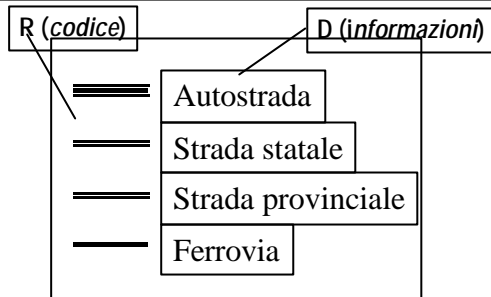 R (codice) D (informazioni)
Autostrada
Strada statale
Strada provinciale
Ferrovia